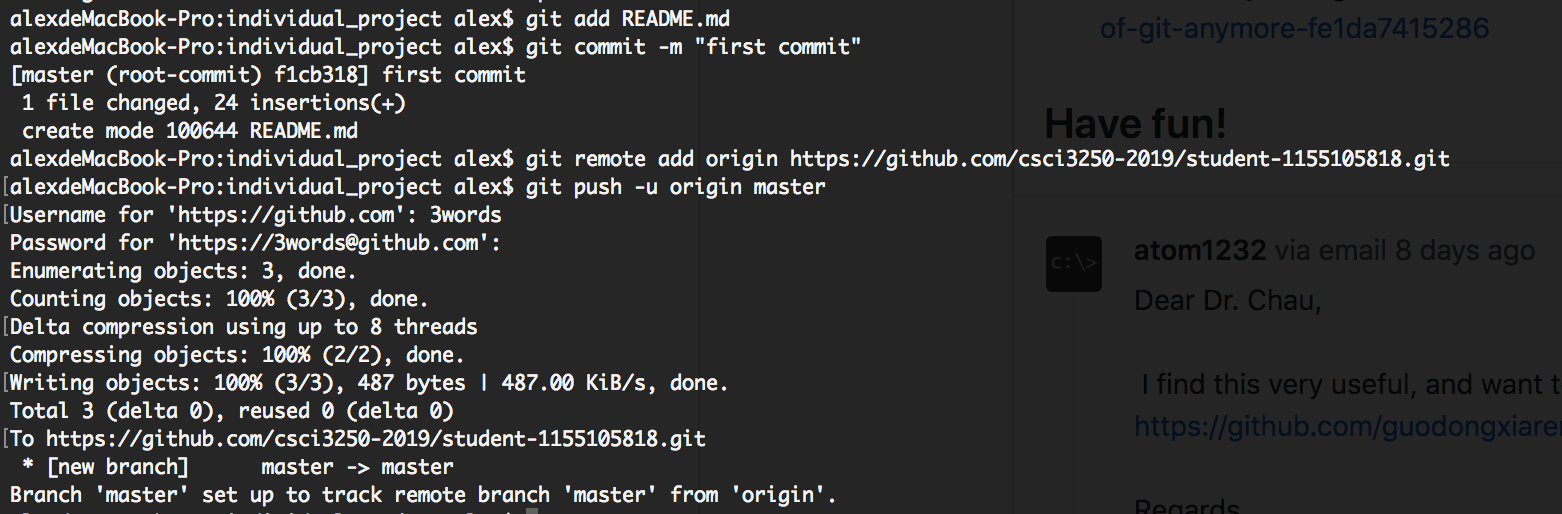 alexdeMacBook-Pro:individual_project alex$ git add README.md
alexdeMacBook-Pro:individual_project alex$ git commit -m "first commit"
[master (root-commit) f1cb318] first commit
1 file changed, 24 insertions(+)
create mode 100644 README.md
alexdeMacBook-Pro:individual_project alex$ git remote add origin https://github.com/csci3250-2019/student-1155105818.git
alexdeMacBook-Pro:individual_project alex$ git push -u origin master
Username for 'https://github.com': 3words
Password for 'https://3words@github.com':
Enumerating objects: 3, done.
Counting objects: 100% (3/3), done.
Delta compression using up to 8 threads
Compressing objects: 100% (2/2), done.
Writing objects: 100% (3/3), 487 bytes | 487.00 KiB/s, done.
Total 3 (delta 0), reused 0 (delta 0)
To https://github.com/csci3250-2019/student-1155105818.git
* [new branch]      master -> master
Branch 'master' set up to track remote branch 'master' from 'origin'.
of-git-anymore-fe1da7415286
Have fun!
c:\>
atom1232 via email 8 days ago
Dear Dr. Chau,
I find this very useful, and want t
https://github.com/guodongxiare
Regards